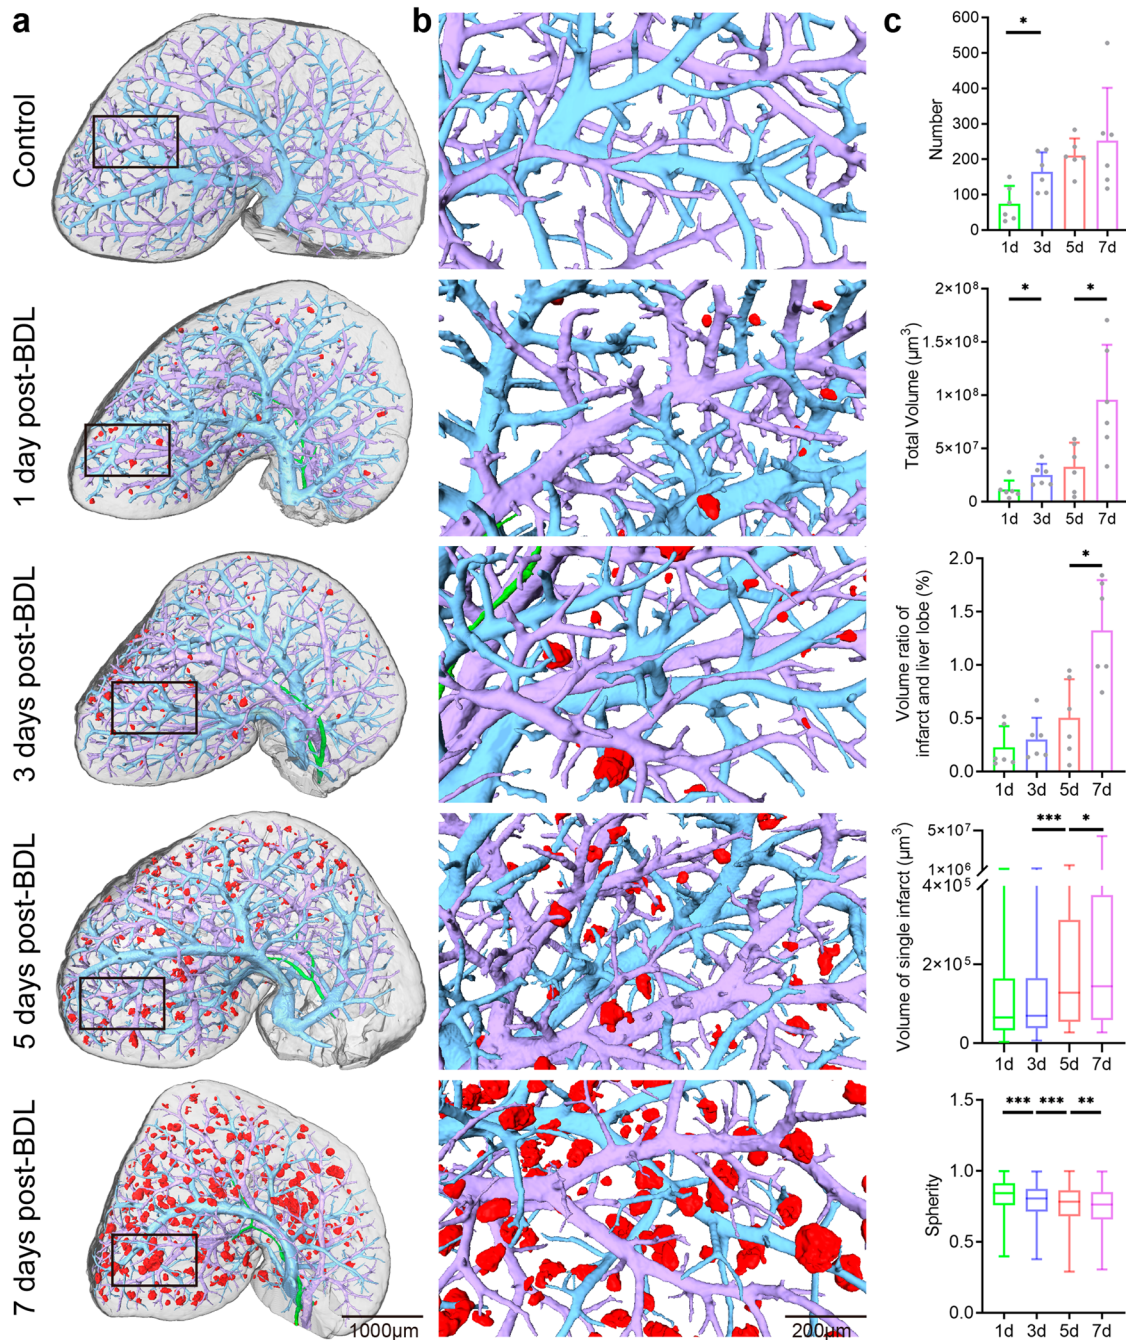 a
b
c
Control
1 day post-BDL
3 days post-BDL
5 days post-BDL
7 days post-BDL
1000μm
200μm
Number
600
500
400
300
200
100
0
*
1d 3d 5d 7d
Total Volume (μm³)
2×10⁸
1.5×10⁸
1×10⁸
5×10⁷
0
* *
1d 3d 5d 7d
Volume ratio of
infarct and liver lobe (%)
2.0
1.5
1.0
0.5
0.0
*
1d 3d 5d 7d
Volume of single infarct (μm³)
5×10⁷
1×10⁶
4×10⁵
2×10⁵
0
*** *
1d 3d 5d 7d
Spherity
1.5
1.0
0.5
0.0
*** *** **
1d 3d 5d 7d